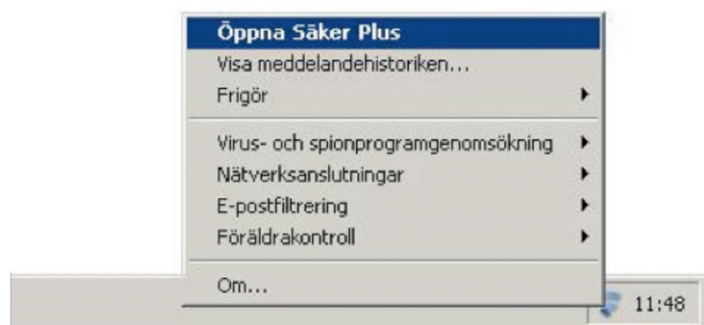 Öppna Säker Plus
Visa meddelandehistoriken...
Frigör
Virus- och spionprogramgenomsökning
Nätverksanslutningar
E-postfiltrering
Föräldrakontroll
Om...
11:48